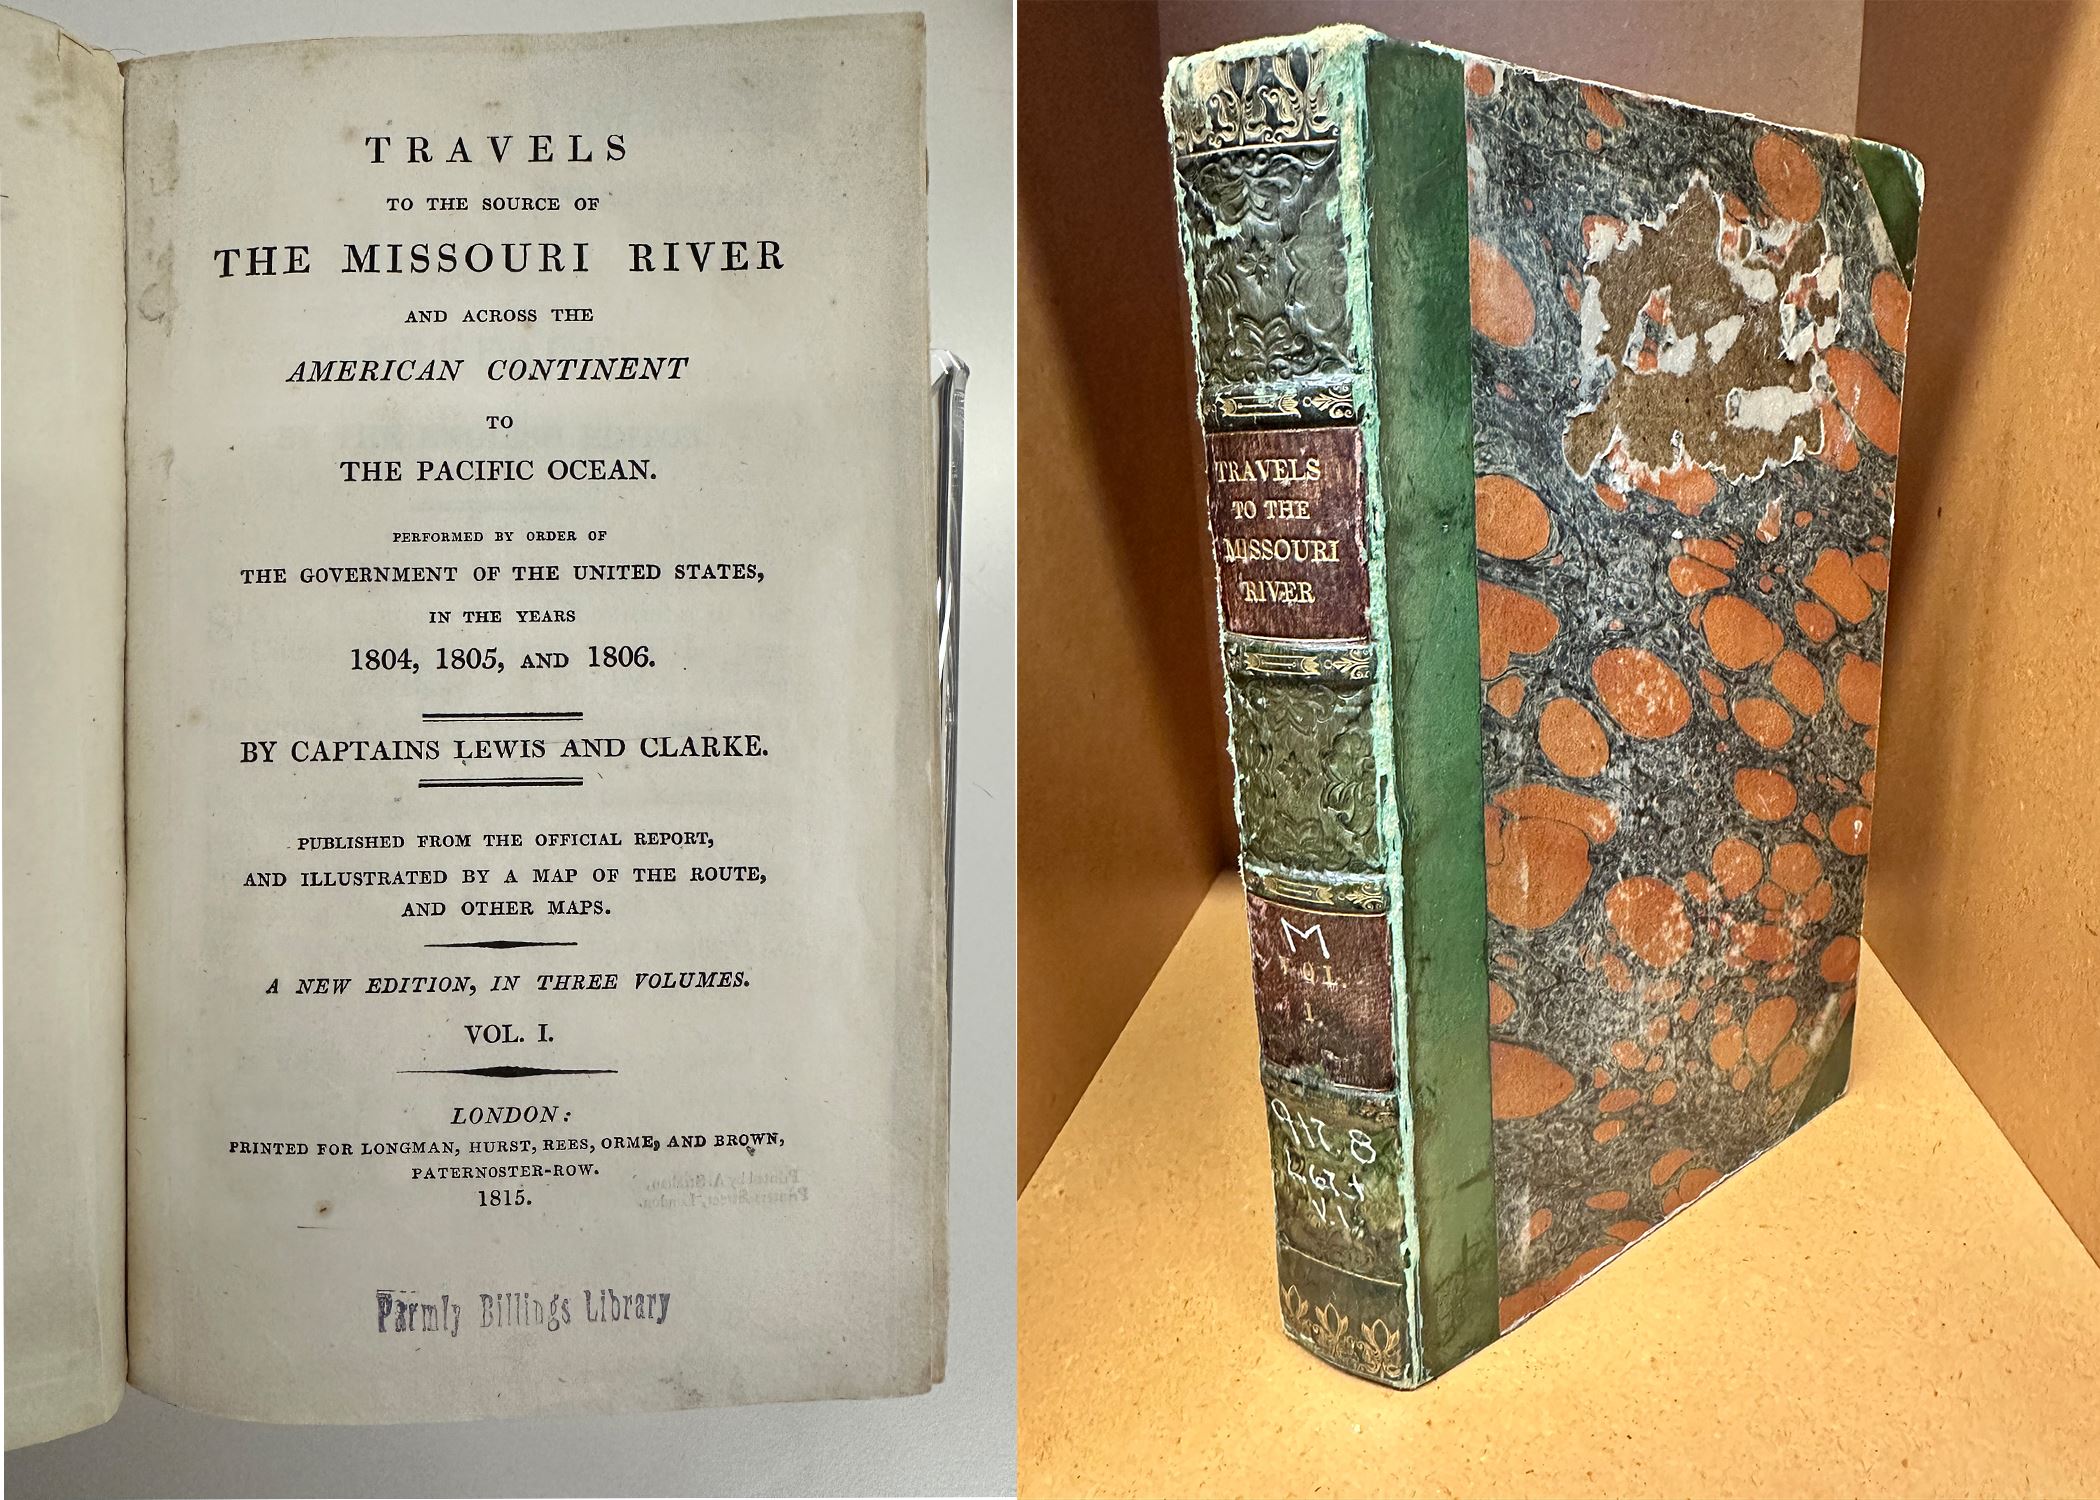 TRAVELS
TO THE SOURCE OF
THE MISSOURI RIVER
AND ACROSS THE
AMERICAN CONTINENT
TO
THE PACIFIC OCEAN.
PERFORMED BY ORDER OF
THE GOVERNMENT OF THE UNITED STATES,
IN THE YEARS
1804, 1805, AND 1806.
BY CAPTAINS LEWIS AND CLARKE.
PUBLISHED FROM THE OFFICIAL REPORT,
AND ILLUSTRATED BY A MAP OF THE ROUTE,
AND OTHER MAPS.
A NEW EDITION, IN THREE VOLUMES.
VOL. I.
LONDON:
PRINTED FOR LONGMAN, HURST, REES, ORME, AND BROWN,
PATERNOSTER-ROW.
1815.
Parmly Billings Library
TRAVELS
TO THE
MISSOURI
RIVER
M
VOL.
1.
917.8
V.1